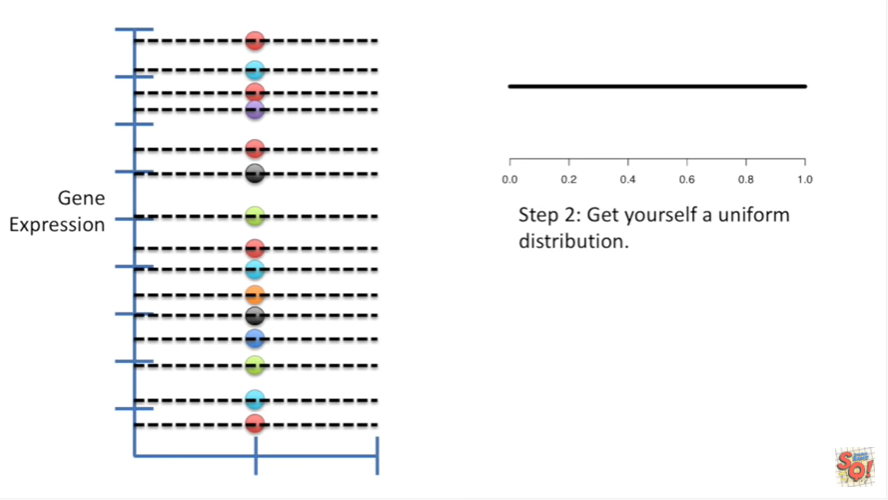 Gene
Expression
0.0 0.2 0.4 0.6 0.8 1.0
Step 2: Get yourself a uniform
distribution.
SQ!